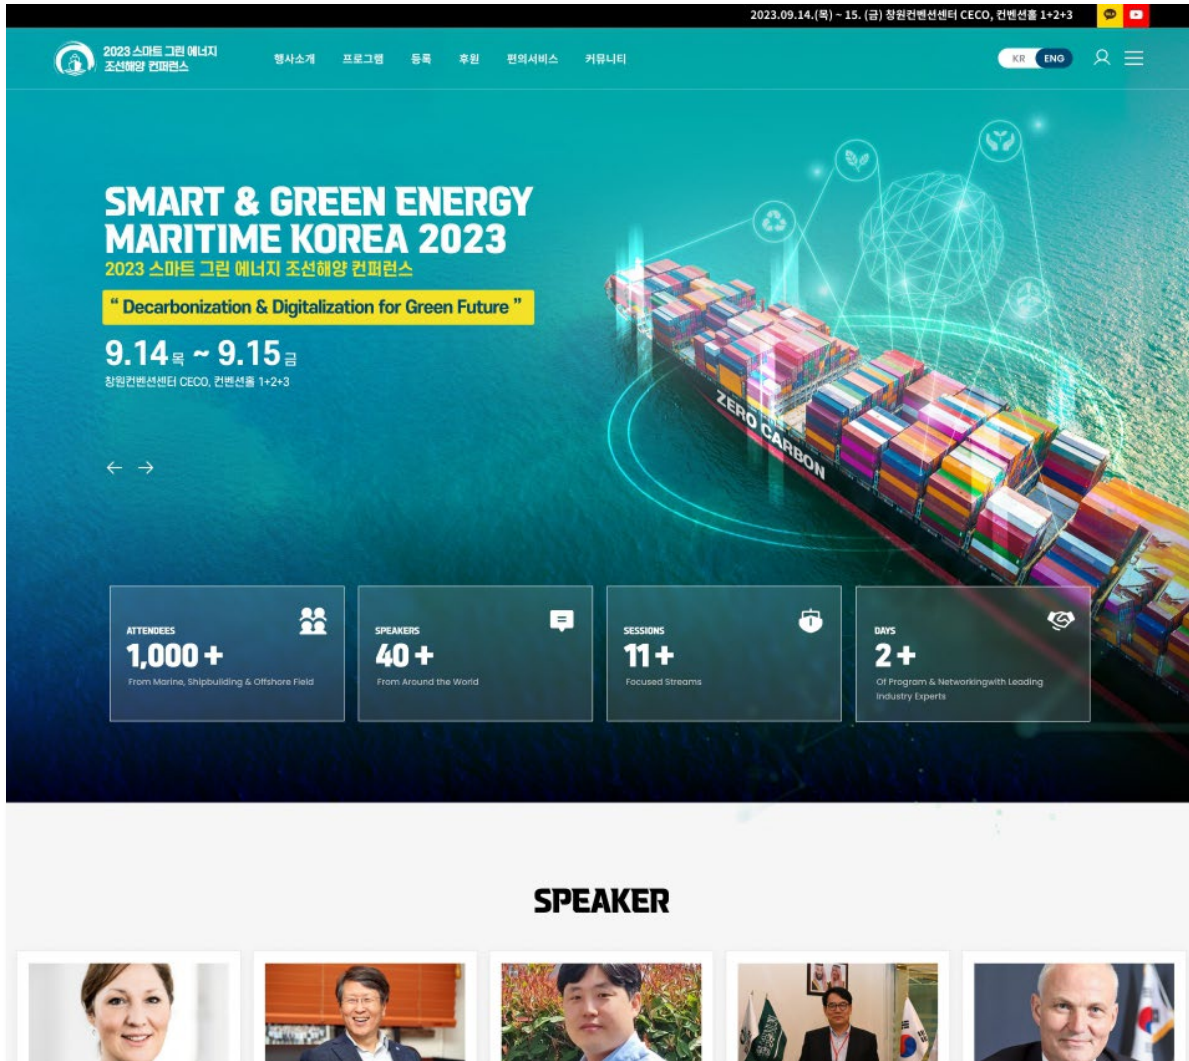 2023.09.14.(목) ~ 15. (금) 창원컨벤션센터 CECO, 컨벤션홀 1+2+3
2023 스마트 그린 에너지
조선해양 컨퍼런스
행사소개 프로그램 등록 후원 편의서비스 커뮤니티
KR ENG
SMART & GREEN ENERGY
MARITIME KOREA 2023
2023 스마트 그린 에너지 조선해양 컨퍼런스
“ Decarbonization & Digitalization for Green Future ”
9.14 목 ~ 9.15 금
창원컨벤션센터 CECO, 컨벤션홀 1+2+3
ZERO CARBON
ATTENDEES
1,000 +
From Marine, Shipbuilding & Offshore Field
SPEAKERS
40 +
From Around the World
SESSIONS
11 +
Focused Streams
DAYS
2 +
Of Program & Networkingwith Leading
Industry Experts
SPEAKER